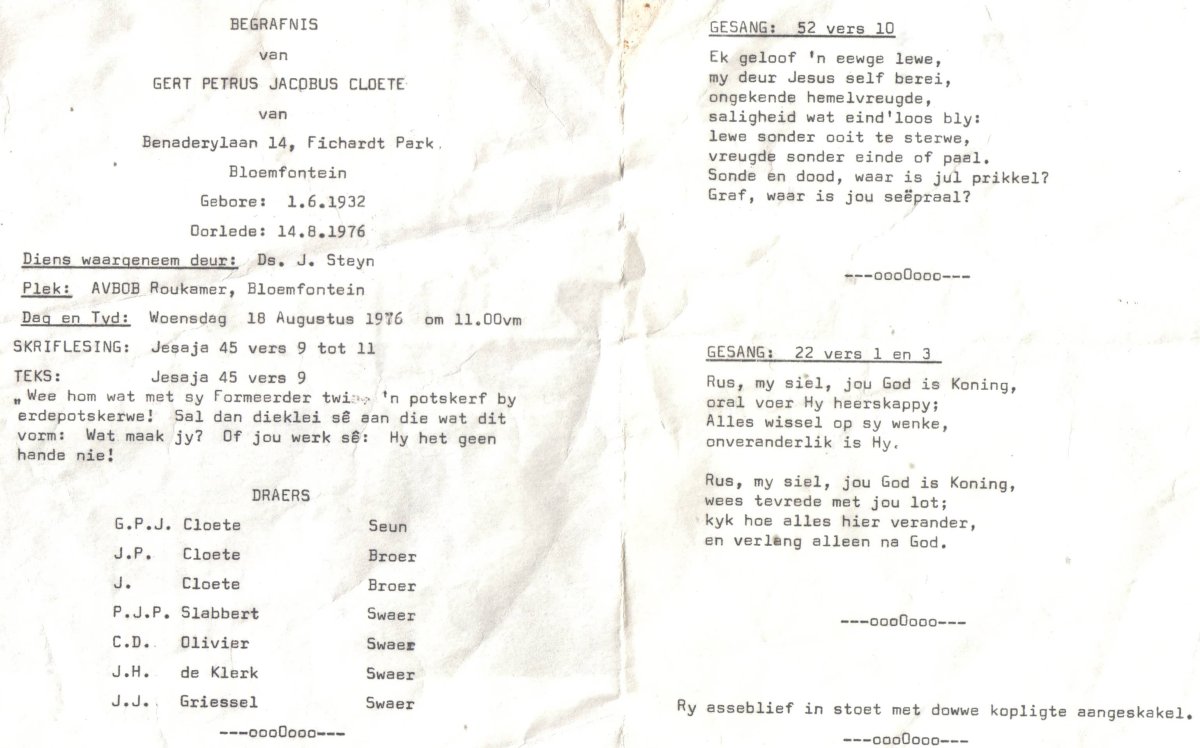 BEGRAFNIS
van
GERT PETRUS JACOBUS CLOETE
van
Benaderylaan 14, Fichardt Park.
Bloemfontein
Gebore: 1.6.1932
Oorlede: 14.8.1976
Diens waargeneem deur: Ds. J. Steyn
Plek: AVBOB Roukamer, Bloemfontein
Dag en Tyd: Woensdag 18 Augustus 1976 om 11.00vm
SKRIFLESING: Jesaja 45 vers 9 tot 11
TEKS: Jesaja 45 vers 9
„Wee hom wat met sy Formeerder 'n potskerf by
erdepotskerwe! Sal dan dieklei sê aan die wat dit
vorm: Wat maak jy? Of jou werk sê: Hy het geen
hande nie!
DRAERS
G.P.J. Cloete Seun
J.P. Cloete Broer
J. Cloete Broer
P.J.P. Slabbert Swaer
C.D. Olivier Swaer
J.H. de Klerk Swaer
J.J. Griessel Swaer
---oooOooo---
GESANG: 52 vers 10
Ek geloof 'n eewge lewe,
my deur Jesus self berei,
ongekende hemelvreugde,
saligheid wat eind'loos bly:
lewe sonder ooit te sterwe,
vreugde sonder einde of paal.
Sonde en dood, waar is jul prikkel?
Graf, waar is jou seëpraal?
---oooOooo---
GESANG: 22 vers 1 en 3
Rus, my siel, jou God is Koning,
oral voer Hy heerskappy;
Alles wissel op sy wenke,
onveranderlik is Hy.
Rus, my siel, jou God is Koning,
wees tevrede met jou lot;
kyk hoe alles hier verander,
en verlang alleen na God.
---oooOooo---
Ry asseblief in stoet met dowwe kopligte aangeskakel.
---oooOooo---